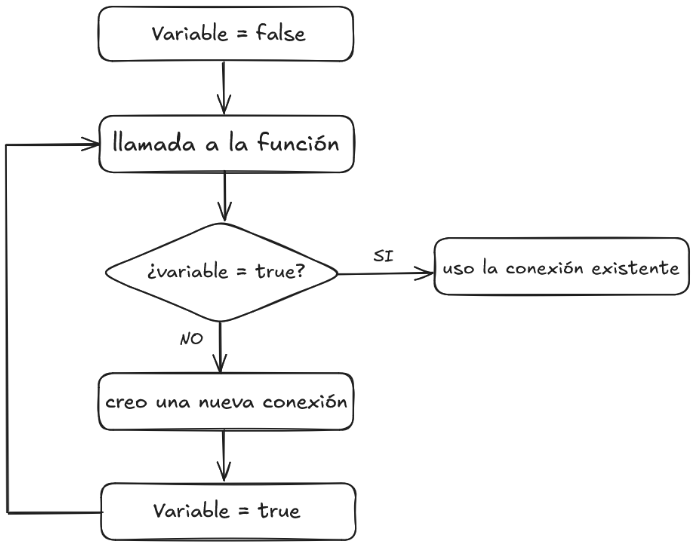 Variable = false
llamada a la función
¿variable = true?
SI
uso la conexión existente
NO
creo una nueva conexión
Variable = true